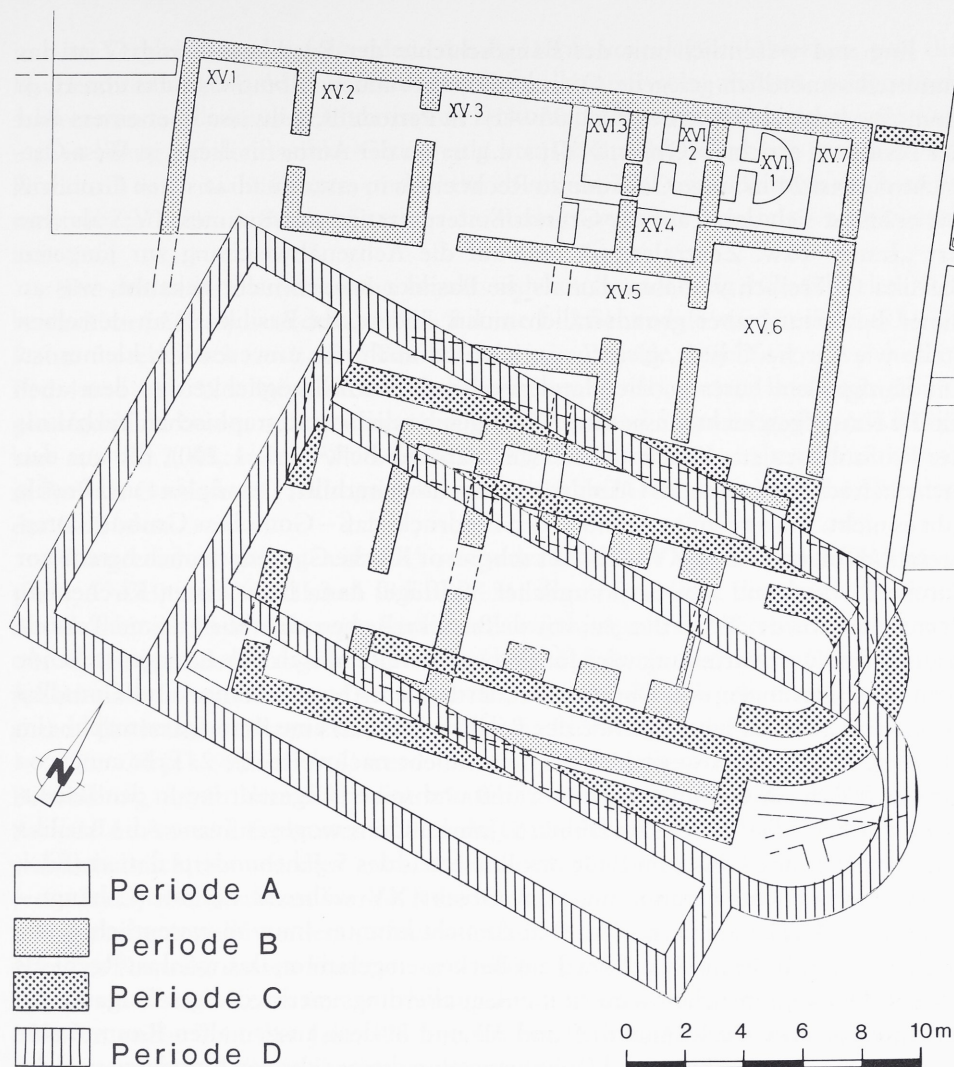 XV.1
XV.2
XV.3
XVI.3
XVI
2
XVI
1
XV.7
XV.4
XV.5
XV.6
N
Periode A
Periode B
Periode C
Periode D
0 2 4 6 8 10m